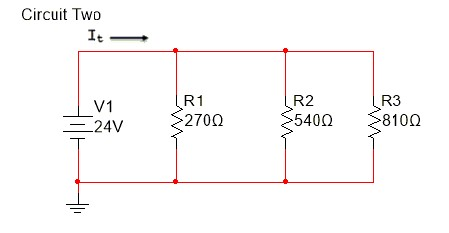 Circuit Two
It
V1
24V
R1
270Ω
R2
540Ω
R3
810Ω